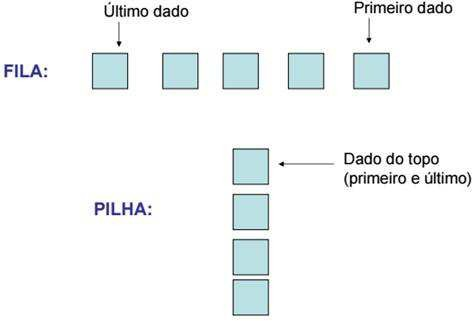 Último dado
Primeiro dado
FILA:
Dado do topo
(primeiro e último)
PILHA: